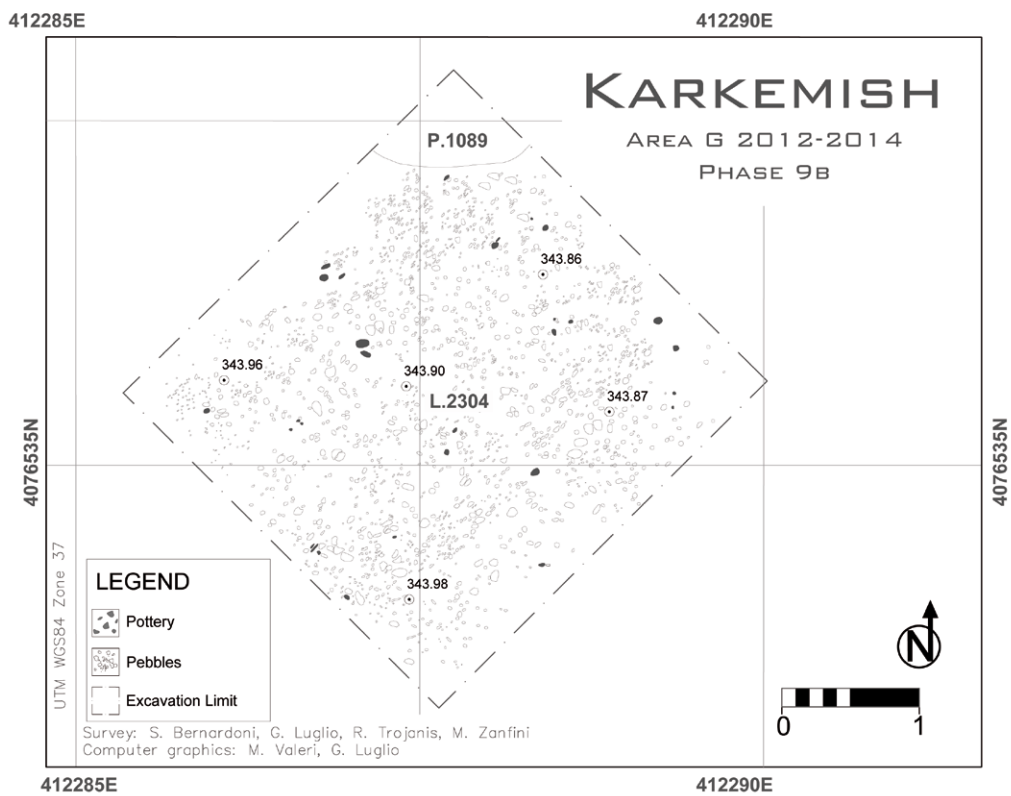 412285E 412290E
KARKEMISH
AREA G 2012-2014
PHASE 9B
P.1089
343.86
343.96
343.90
343.87
L.2304
4076535N
4076535N
343.98
UTM WGS84 Zone 37
LEGEND
Pottery
Pebbles
Excavation Limit
N
0 1
Survey: S. Bernardoni, G. Luglio, R. Trojanis, M. Zanfini
Computer graphics: M. Valeri, G. Luglio
412285E 412290E